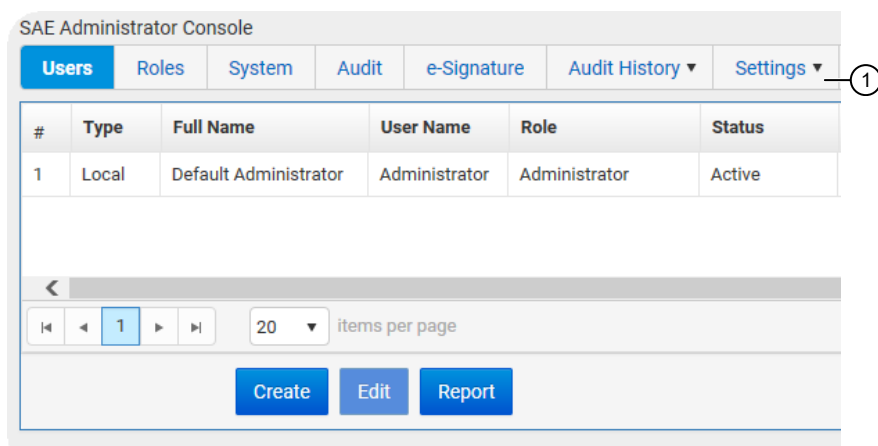 SAE Administrator Console
Users Roles System Audit e-Signature Audit History Settings
1
# Type Full Name User Name Role Status
1 Local Default Administrator Administrator Administrator Active
1 20 items per page
Create Edit Report